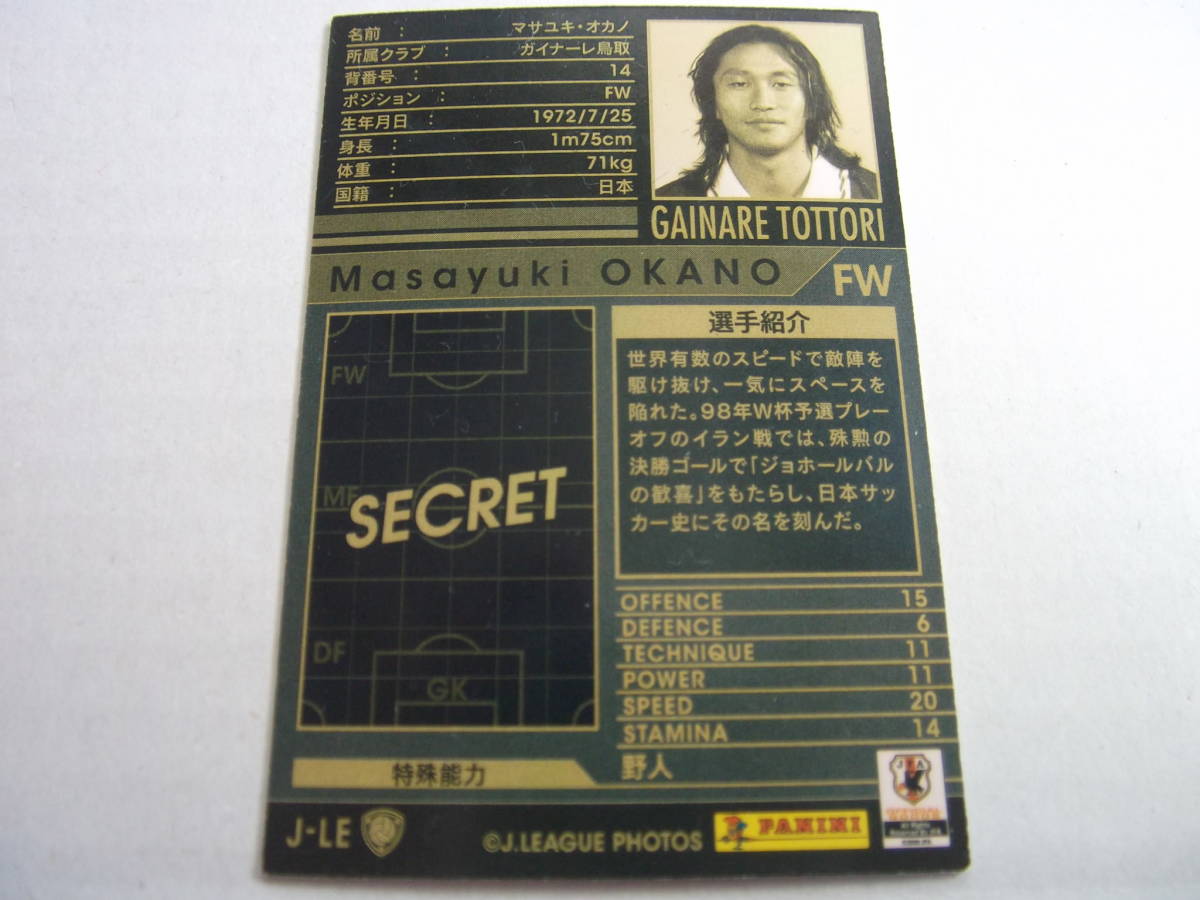 名前 : マサユキ・オカノ
所属クラブ : ガイナーレ鳥取
背番号 : 14
ポジション : FW
生年月日 : 1972/7/25
身長 : 1m75cm
体重 : 71kg
国籍 : 日本
GAINARE TOTTORI
Masayuki OKANO FW
FW
MF
SECRET
DF
GK
選手紹介
世界有数のスピードで敵陣を
駆け抜け、一気にスペースを
陥れた。98年W杯予選プレー
オフのイラン戦では、殊勲の
決勝ゴールで「ジョホールバル
の歓喜」をもたらし、日本サッ
カー史にその名を刻んだ。
OFFENCE 15
DEFENCE 6
TECHNIQUE 11
POWER 11
SPEED 20
STAMINA 14
特殊能力 野人
J-LE
©J.LEAGUE PHOTOS
PANINI
JFA